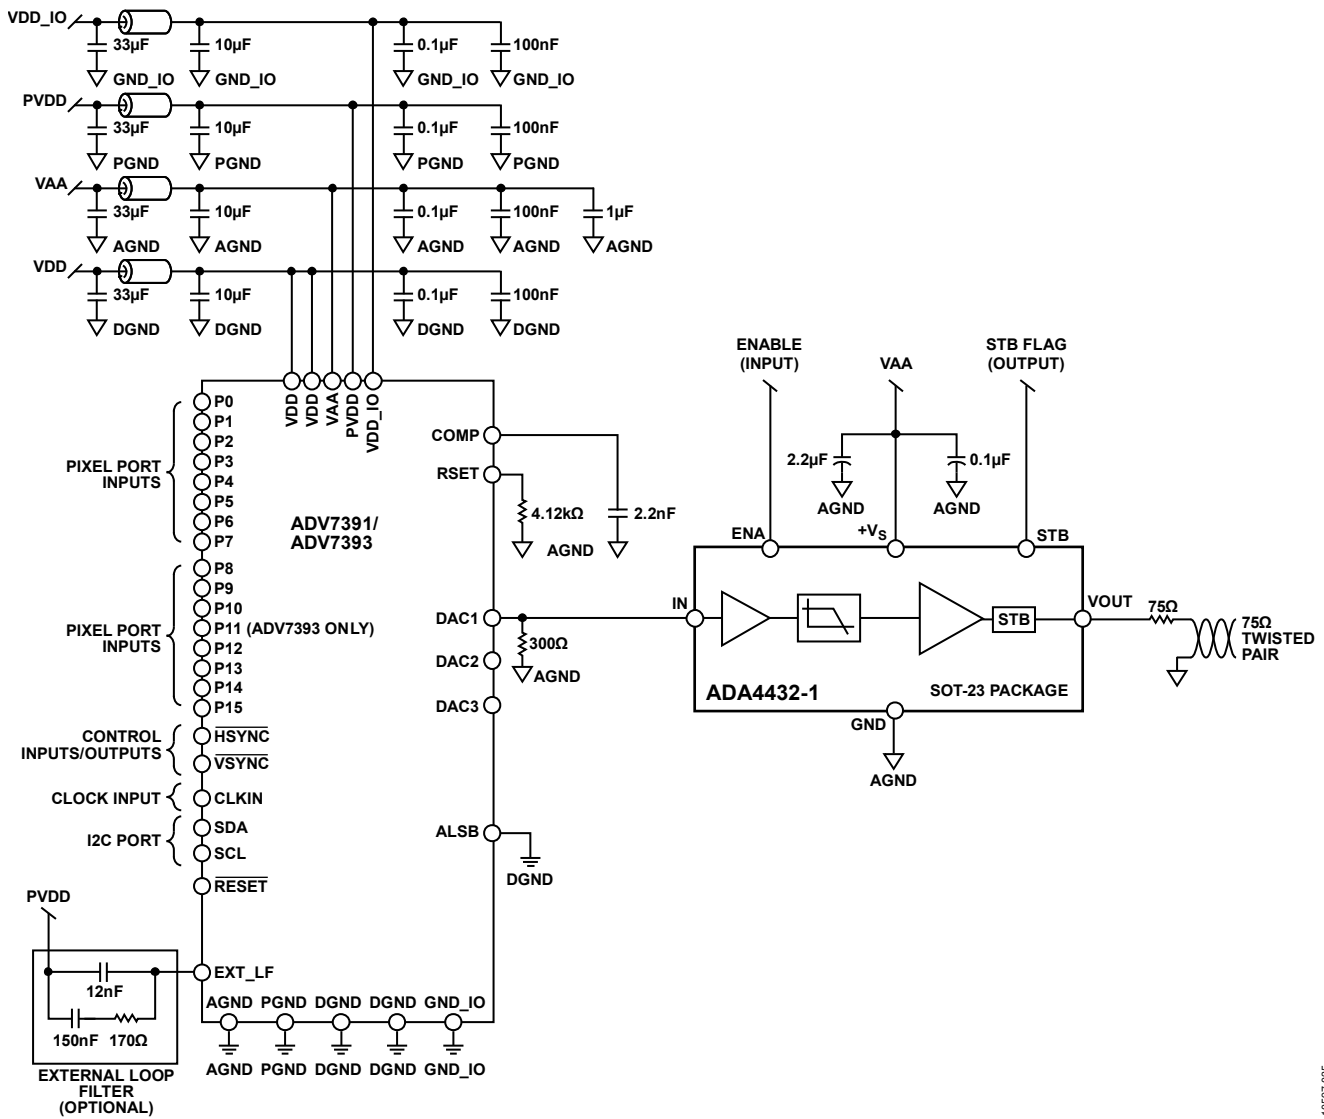 VDD_IO
33µF
10µF
0.1µF
100nF
GND_IO
GND_IO
GND_IO
GND_IO
PVDD
33µF
10µF
0.1µF
100nF
PGND
PGND
PGND
PGND
VAA
33µF
10µF
0.1µF
100nF
1µF
AGND
AGND
AGND
AGND
AGND
VDD
33µF
10µF
0.1µF
100nF
DGND
DGND
DGND
DGND
VDD
VDD
VAA
PVDD
VDD_IO
PIXEL PORT
INPUTS
P0
P1
P2
P3
P4
P5
P6
P7
ADV7391/
ADV7393
PIXEL PORT
INPUTS
P8
P9
P10
P11 (ADV7393 ONLY)
P12
P13
P14
P15
CONTROL
INPUTS/OUTPUTS
HSYNC
VSYNC
CLOCK INPUT
CLKIN
I2C PORT
SDA
SCL
RESET
PVDD
EXT_LF
12nF
150nF
170Ω
EXTERNAL LOOP
FILTER
(OPTIONAL)
AGND
PGND
DGND
DGND
GND_IO
AGND
PGND
DGND
DGND
GND_IO
COMP
RSET
4.12kΩ
2.2nF
AGND
DAC1
300Ω
AGND
DAC2
DAC3
ALSB
DGND
ENABLE
(INPUT)
VAA
STB FLAG
(OUTPUT)
2.2µF
0.1µF
AGND
AGND
ENA
+VS
STB
IN
STB
VOUT
ADA4432-1
SOT-23 PACKAGE
GND
AGND
75Ω
75Ω
TWISTED
PAIR